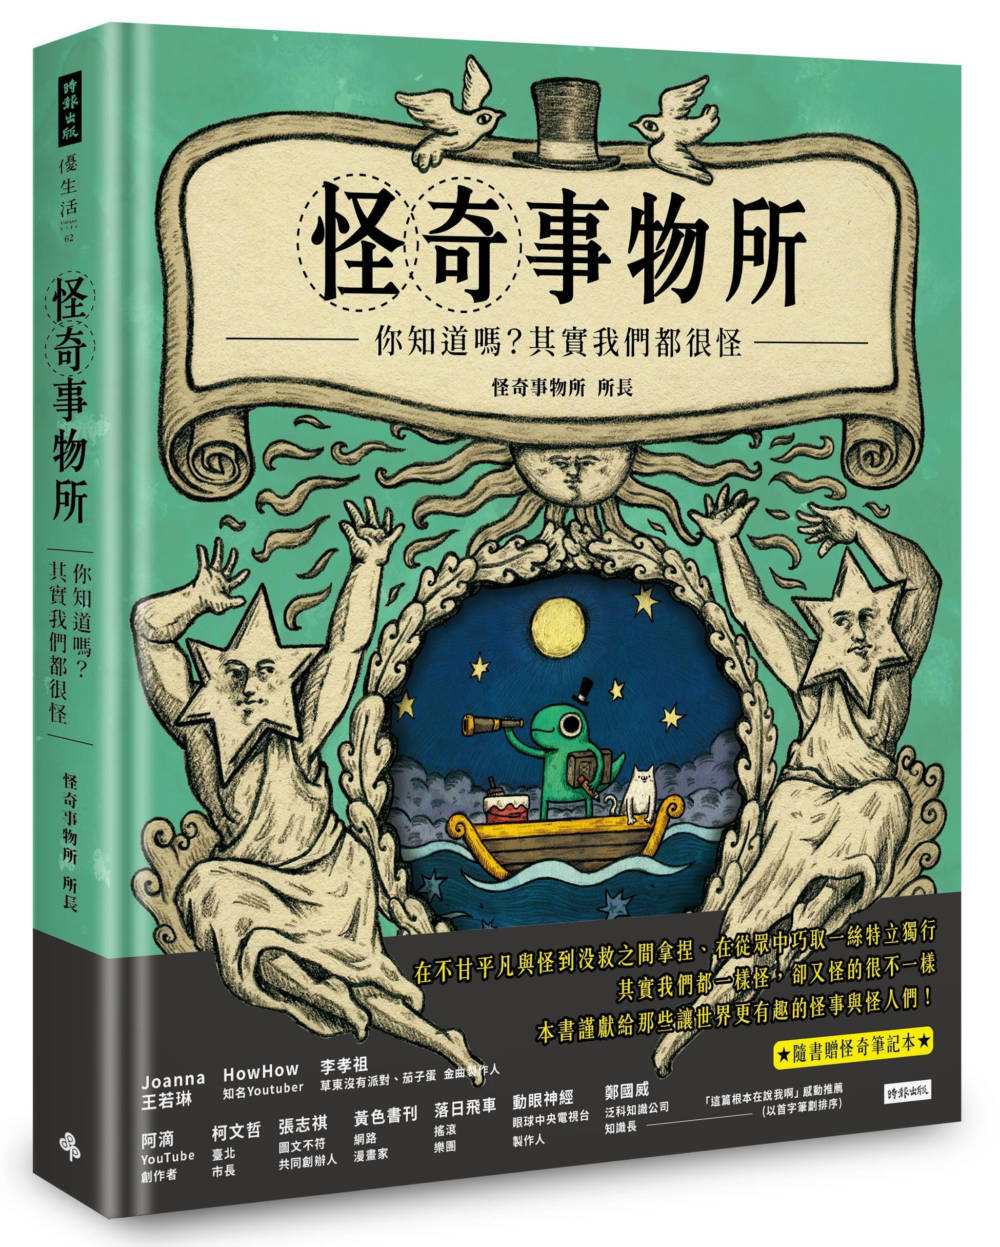 時報出版
優生活
62
怪奇事物所
你知道嗎？
其實我們都很怪
怪奇事物所 所長
怪奇事物所
你知道嗎？其實我們都很怪
怪奇事物所 所長
在不甘平凡與怪到沒救之間拿捏、在從眾中巧取一絲特立獨行
其實我們都一樣怪，卻又怪的很不一樣
本書謹獻給那些讓世界更有趣的怪事與怪人們！
★隨書贈怪奇筆記本★
Joanna
王若琳
HowHow
知名Youtuber
李孝祖
草東沒有派對、茄子蛋 金曲製作人
阿滴
YouTube
創作者
柯文哲
臺北
市長
張志祺
圖文不符
共同創辦人
黃色書刊
網路
漫畫家
落日飛車
搖滾
樂團
動眼神經
眼球中央電視台
製作人
鄭國威
泛科知識公司
知識長
「這篇根本在說我啊」感動推薦
(以首字筆劃排序)
時報出版